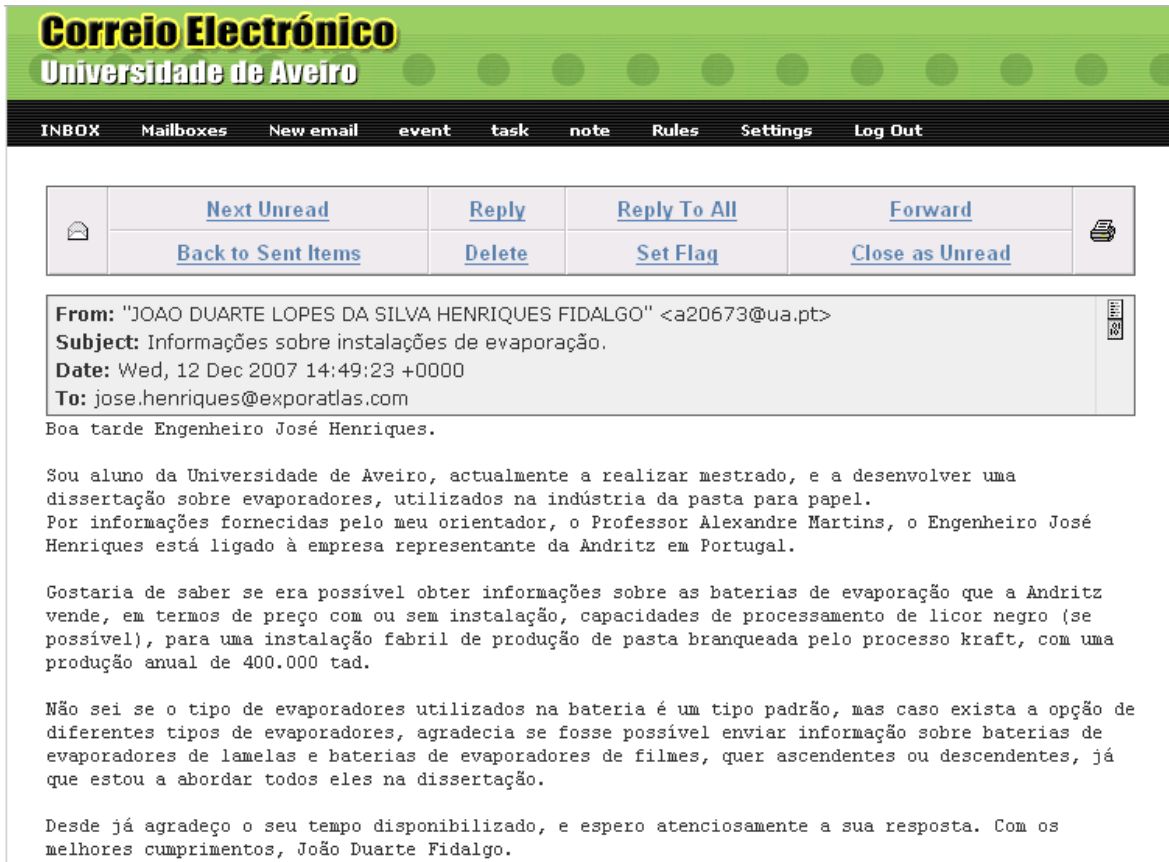 Correio Electrónico
Universidade de Aveiro
INBOX Mailboxes New email event task note Rules Settings Log Out
Next Unread Reply Reply To All Forward
Back to Sent Items Delete Set Flag Close as Unread
From: "JOAO DUARTE LOPES DA SILVA HENRIQUES FIDALGO" <a20673@ua.pt>
Subject: Informações sobre instalações de evaporação.
Date: Wed, 12 Dec 2007 14:49:23 +0000
To: jose.henriques@exporatlas.com
Boa tarde Engenheiro José Henriques.
Sou aluno da Universidade de Aveiro, actualmente a realizar mestrado, e a desenvolver uma
dissertação sobre evaporadores, utilizados na indústria da pasta para papel.
Por informações fornecidas pelo meu orientador, o Professor Alexandre Martins, o Engenheiro José
Henriques está ligado à empresa representante da Andritz em Portugal.
Gostaria de saber se era possível obter informações sobre as baterias de evaporação que a Andritz
vende, em termos de preço com ou sem instalação, capacidades de processamento de licor negro (se
possível), para uma instalação fabril de produção de pasta branqueada pelo processo kraft, com uma
produção anual de 400.000 tad.
Não sei se o tipo de evaporadores utilizados na bateria é um tipo padrão, mas caso exista a opção de
diferentes tipos de evaporadores, agradecia se fosse possível enviar informação sobre baterias de
evaporadores de lamelas e baterias de evaporadores de filmes, quer ascendentes ou descendentes, já
que estou a abordar todos eles na dissertação.
Desde já agradeço o seu tempo disponibilizado, e espero atenciosamente a sua resposta. Com os
melhores cumprimentos, João Duarte Fidalgo.